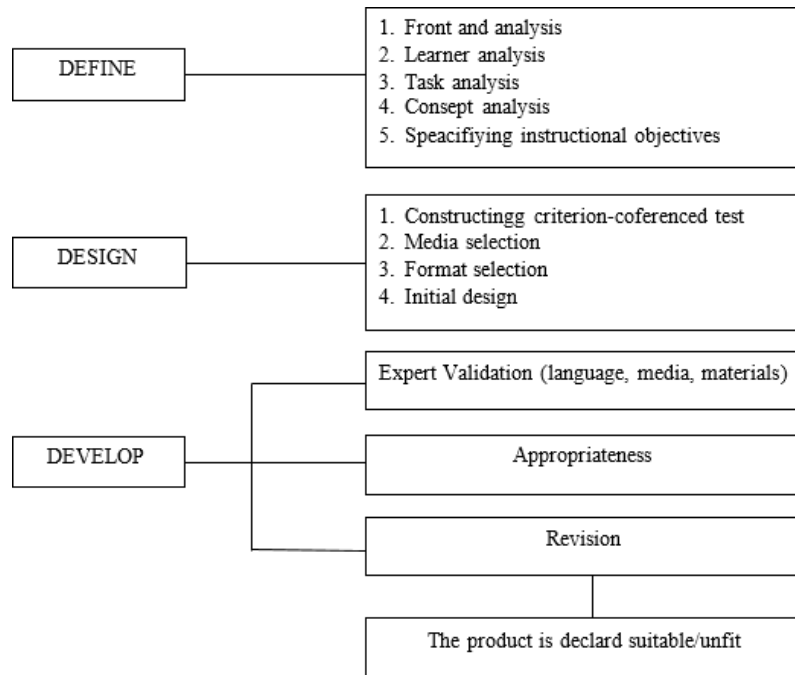 DEFINE
1. Front and analysis
2. Learner analysis
3. Task analysis
4. Consept analysis
5. Speacifiying instructional objectives
DESIGN
1. Constructingg criterion-coferenced test
2. Media selection
3. Format selection
4. Initial design
DEVELOP
Expert Validation (language, media, materials)
Appropriateness
Revision
The product is declard suitable/unfit